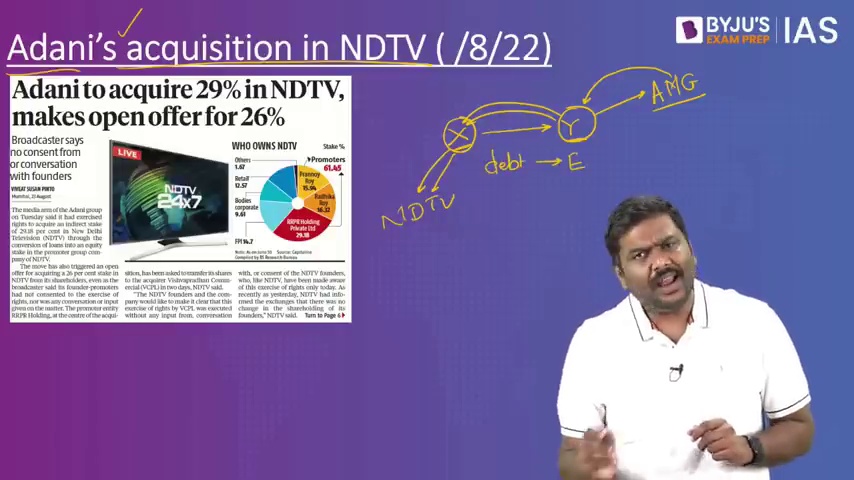 BYJU'S
EXAM PREP
IAS
Adani's acquisition in NDTV ( /8/22)
Adani to acquire 29% in NDTV,
makes open offer for 26%
Broadcaster says
no consent from
or conversation
with founders
VIVEAT SUSAN PINTO
Mumbai, 23 August
The media arm of the Adani group
on Tuesday said it had exercised
rights to acquire an indirect stake
of 29.18 per cent in New Delhi
Television (NDTV) through the
conversion of loans into an equity
stake in the promoter group com-
pany of NDTV.
The move has also triggered an open
offer for acquiring a 26 per cent stake in
NDTV from its shareholders, even as the
broadcaster said its founder-promoters
had not consented to the exercise of
rights, nor was any conversation or input
given on the matter. The promoter entity
RRPR Holding, at the centre of the acqui-
LIVE
NDTV
24x7
WHO OWNS NDTV
Stake %
Others
1.67
Retail
12.57
Bodies
corporate
9.61
FPI 14.7
Promoters
61.45
Prannoy
Roy
15.94
Radhika
Roy
16.32
RRPR Holding
Private Ltd
29.18
Note: As on June 30 Source: Capitaline
Compiled by BS Research Bureau
sition, has been asked to transfer its shares
to the acquirer Vishvapradhan Comme-
rcial (VCPL) in two days, NDTV said.
"The NDTV founders and the com-
pany would like to make it clear that this
exercise of rights by VCPL was executed
without any input from, conversation
with, or consent of the NDTV founders,
who, like NDTV, have been made aware
of this exercise of rights only today. As
recently as yesterday, NDTV had info-
rmed the exchanges that there was no
change in the shareholding of its
founders," NDTV said.
Turn to Page 6
X
Y
AMG
debt → E
NDTV